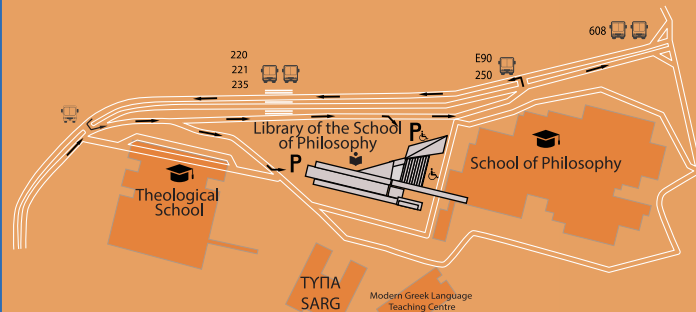 608
220
221
235
E90
250
Library of the School
of Philosophy
P
P
School of Philosophy
Theological
School
ΤΥΠΑ
SARG
Modern Greek Language
Teaching Centre